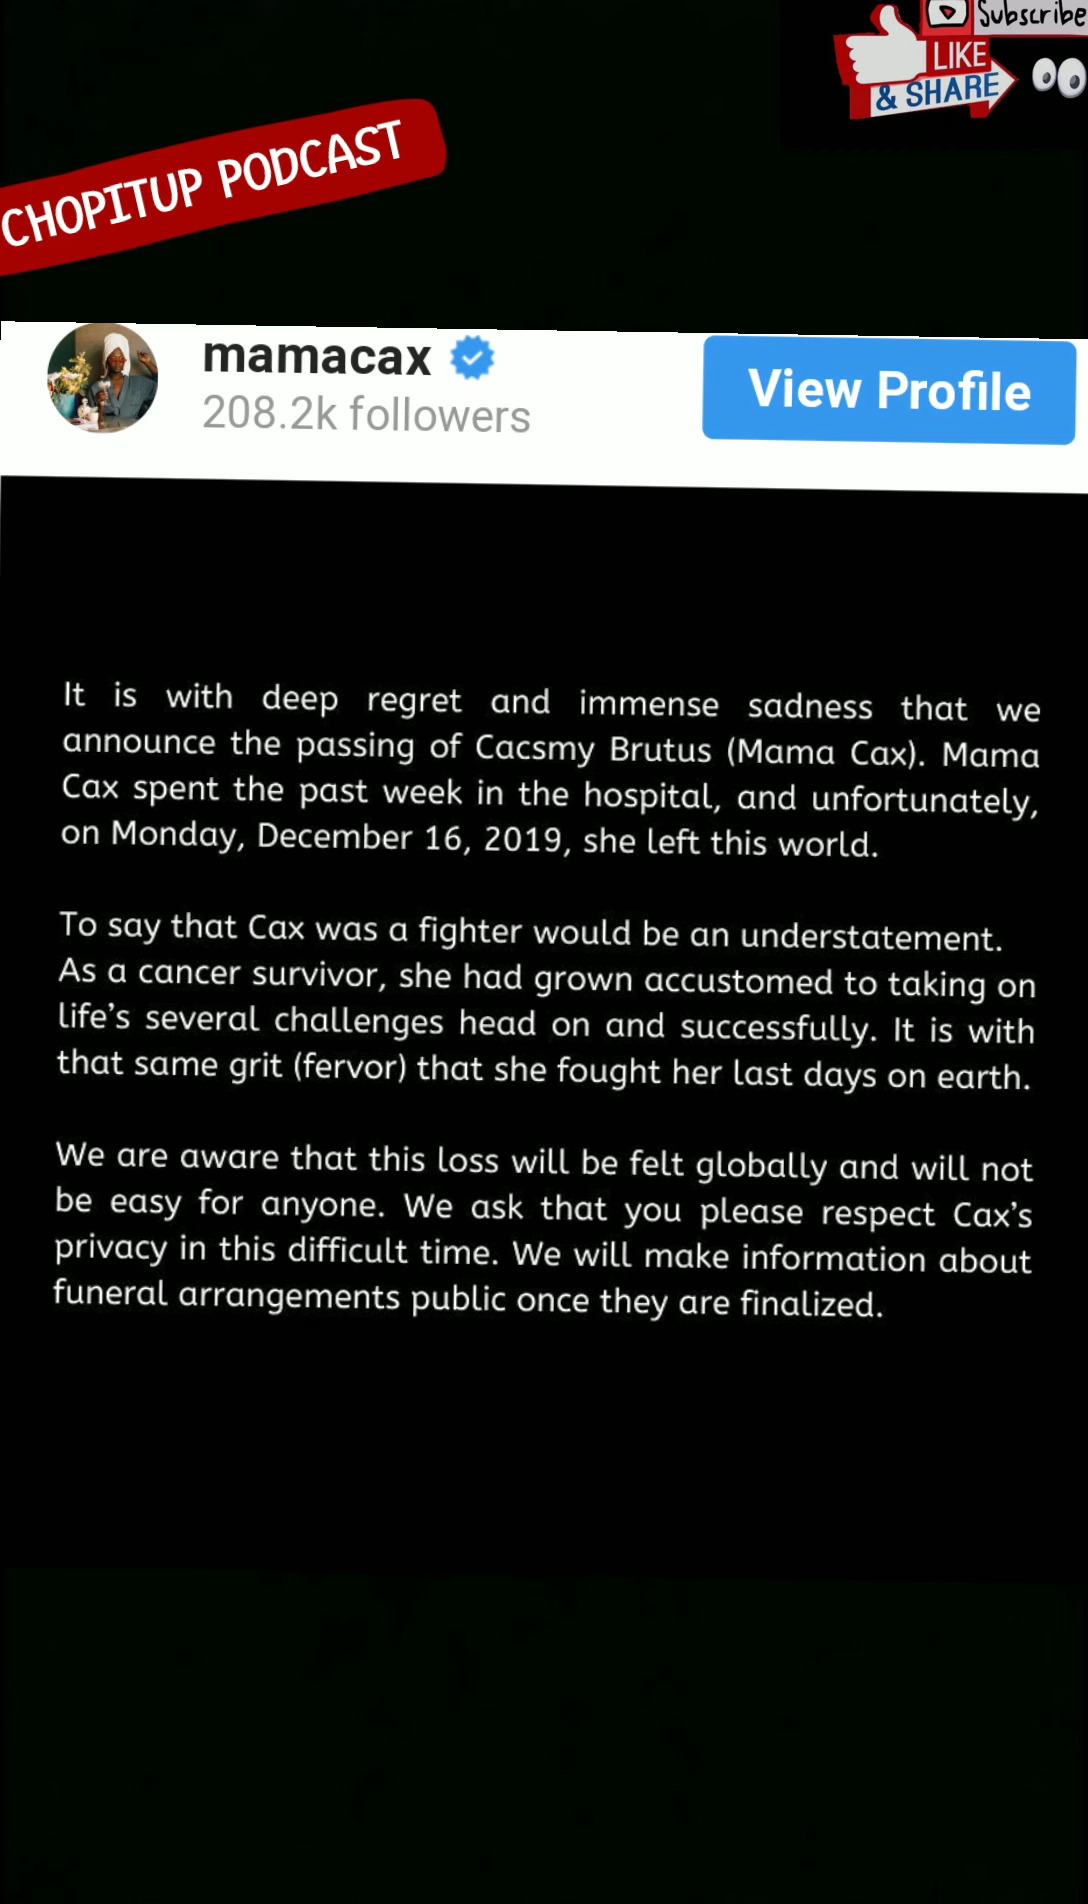 Subscribe
LIKE
& SHARE
CHOPITUP PODCAST
mamacax
208.2k followers
View Profile
It is with deep regret and immense sadness that we
announce the passing of Cacsmy Brutus (Mama Cax). Mama
Cax spent the past week in the hospital, and unfortunately,
on Monday, December 16, 2019, she left this world.
To say that Cax was a fighter would be an understatement.
As a cancer survivor, she had grown accustomed to taking on
life’s several challenges head on and successfully. It is with
that same grit (fervor) that she fought her last days on earth.
We are aware that this loss will be felt globally and will not
be easy for anyone. We ask that you please respect Cax’s
privacy in this difficult time. We will make information about
funeral arrangements public once they are finalized.